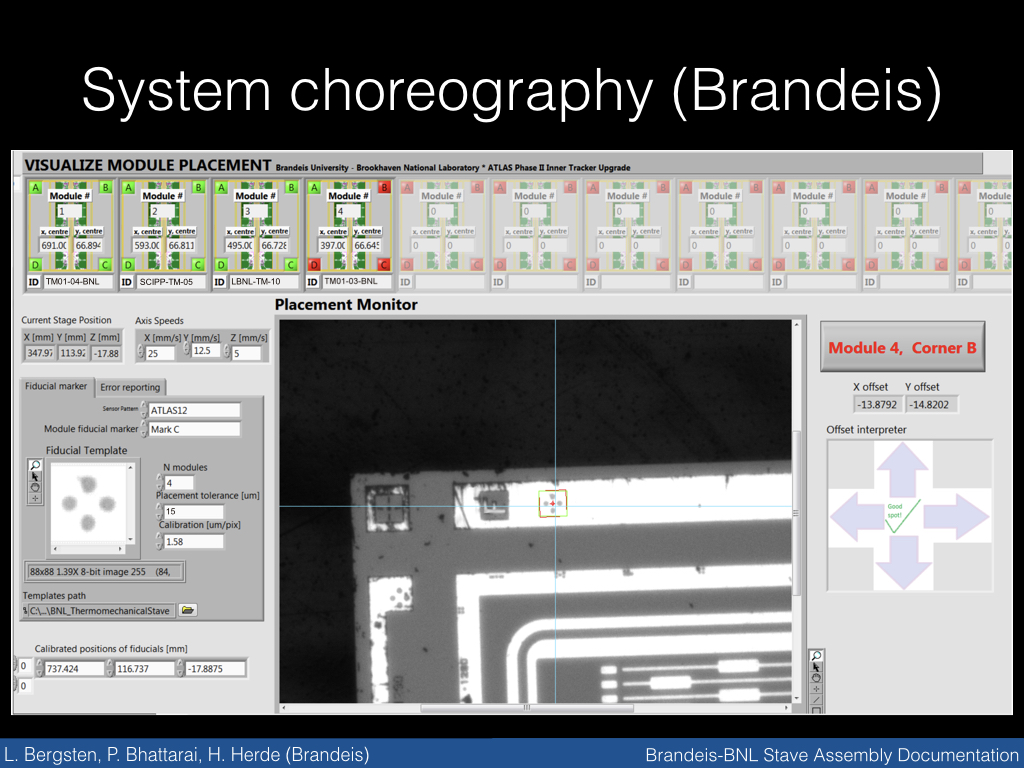 System choreography (Brandeis)
VISUALIZE MODULE PLACEMENT Brandeis University - Brookhaven National Laboratory * ATLAS Phase II Inner Tracker Upgrade
A B A B A B A B A B A B A B A B A B A B A
Module # Module # Module # Module # Module # Module # Module # Module # Module # Module # Module
1 2 3 4 0 0 0 0 0 0 0
x, centre y, centre x, centre y, centre x, centre y, centre x, centre y, centre x, centre y, centre x, centre y, centre x, centre y, centre x, centre y, centre x, centre y, centre x, centre y, centre x, centre
691.00 66.894 593.00 66.811 495.00 66.728 397.00 66.645 0 0 0 0 0 0 0 0 0 0 0 0 0
D C D C D C D C D C D C D C D C D C D C D
ID TM01-04-BNL ID SCIPP-TM-05 ID LBNL-TM-10 ID TM01-03-BNL ID ID ID ID ID ID ID
Placement Monitor
Current Stage Position Axis Speeds
X [mm] Y [mm] Z [mm] X [mm/s] Y [mm/s] Z [mm/s]
347.97 113.92 -17.88 25 12.5 5
Module 4, Corner B
X offset Y offset
-13.8792 -14.8202
Offset interpreter
Good
spot!
Fiducial marker Error reporting
Sensor Pattern ATLAS12
Module fiducial marker Mark C
Fiducial Template
N modules
4
Placement tolerance [um]
15
Calibration [um/pix]
1.58
88x88 1.39X 8-bit image 255 (84,
Templates path
C:\...\BNL_ThermomechanicalStave
Calibrated positions of fiducials [mm]
0 737.424 116.737 -17.8875
0
F
-1280
L. Bergsten, P. Bhattarai, H. Herde (Brandeis)
Brandeis-BNL Stave Assembly Documentation